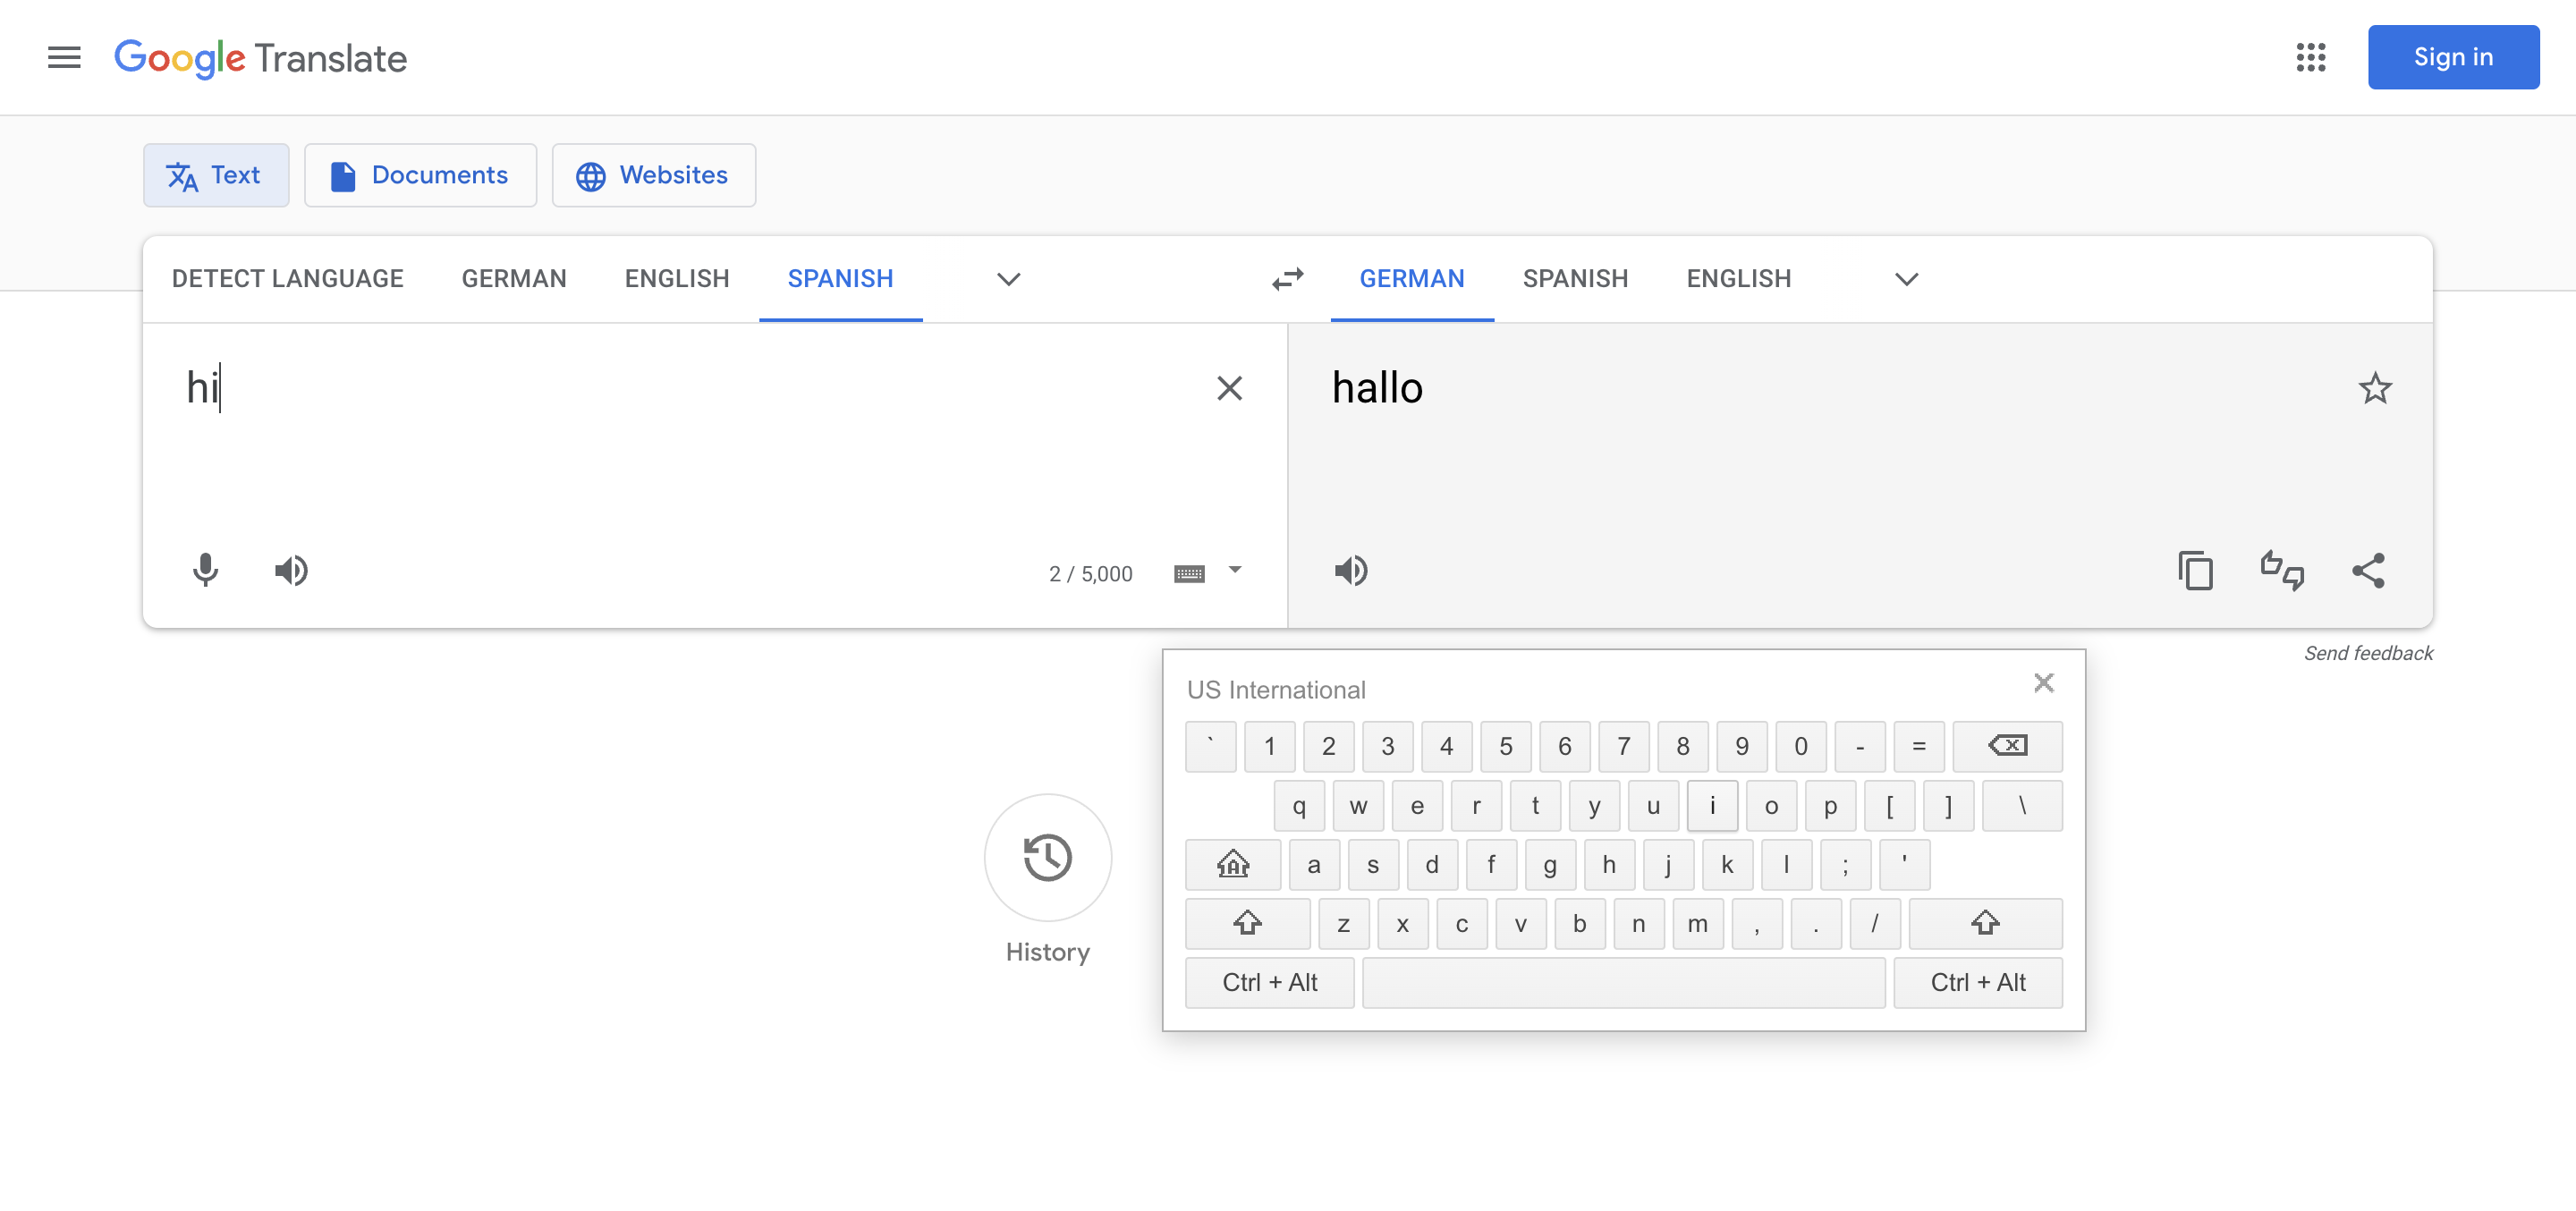 Google Translate
Sign in
Text Documents Websites
DETECT LANGUAGE GERMAN ENGLISH SPANISH
GERMAN SPANISH ENGLISH
hi
hallo
2 / 5,000
Send feedback
History
US International
` 1 2 3 4 5 6 7 8 9 0 - =
q w e r t y u i o p [ ] \
a s d f g h j k l ; '
z x c v b n m , . /
Ctrl + Alt Ctrl + Alt